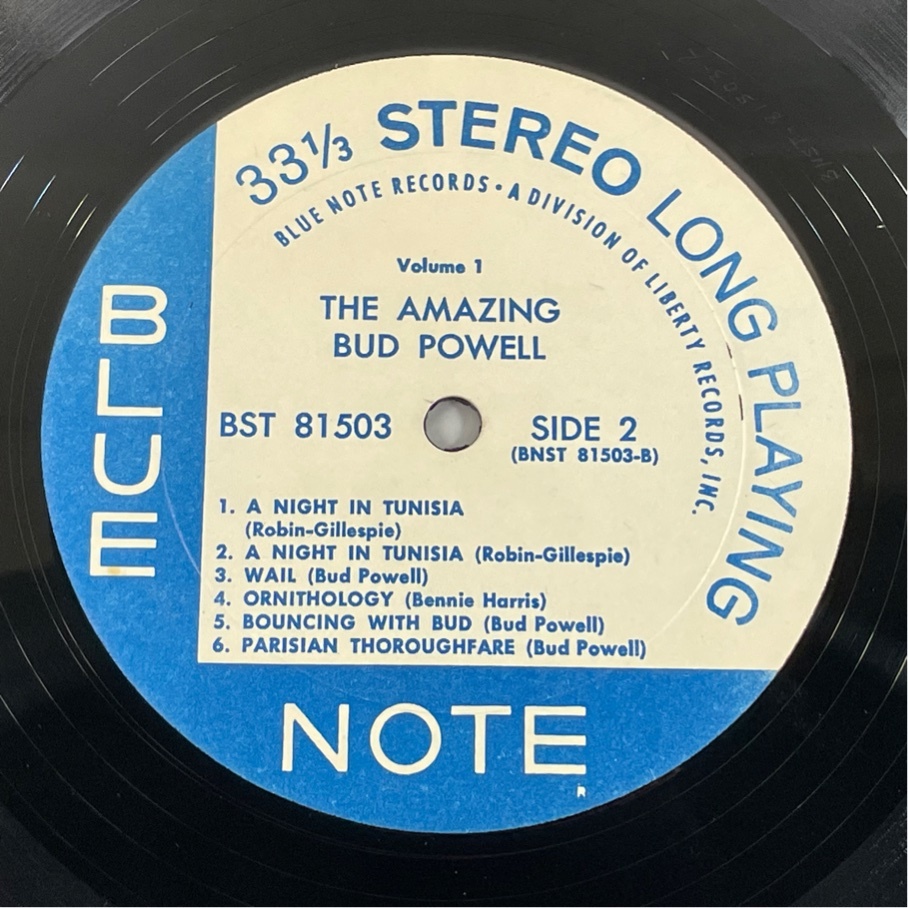 33⅓ STEREO LONG PLAYING
BLUE NOTE RECORDS • A DIVISION OF LIBERTY RECORDS, INC.
Volume 1
THE AMAZING
BUD POWELL
BST 81503
SIDE 2
(BNST 81503-B)
1. A NIGHT IN TUNISIA
(Robin-Gillespie)
2. A NIGHT IN TUNISIA (Robin-Gillespie)
3. WAIL (Bud Powell)
4. ORNITHOLOGY (Bennie Harris)
5. BOUNCING WITH BUD (Bud Powell)
6. PARISIAN THOROUGHFARE (Bud Powell)
BLUE
NOTE
R